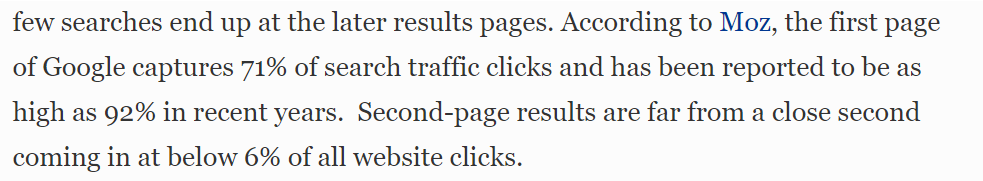 few searches end up at the later results pages. According to Moz, the first page
of Google captures 71% of search traffic clicks and has been reported to be as
high as 92% in recent years.  Second-page results are far from a close second
coming in at below 6% of all website clicks.